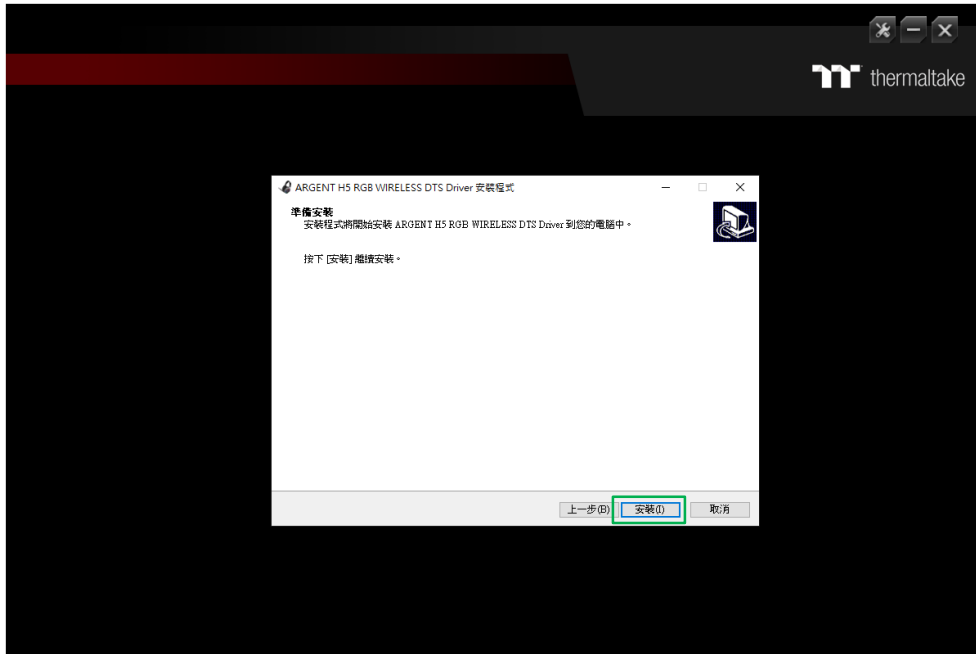 thermaltake
ARGENT H5 RGB WIRELESS DTS Driver 安裝程式
準備安裝
安裝程式將開始安裝 ARGENT H5 RGB WIRELESS DTS Driver 到您的電腦中。
按下 [安裝] 繼續安裝。
上一步(B) 安裝(I) 取消